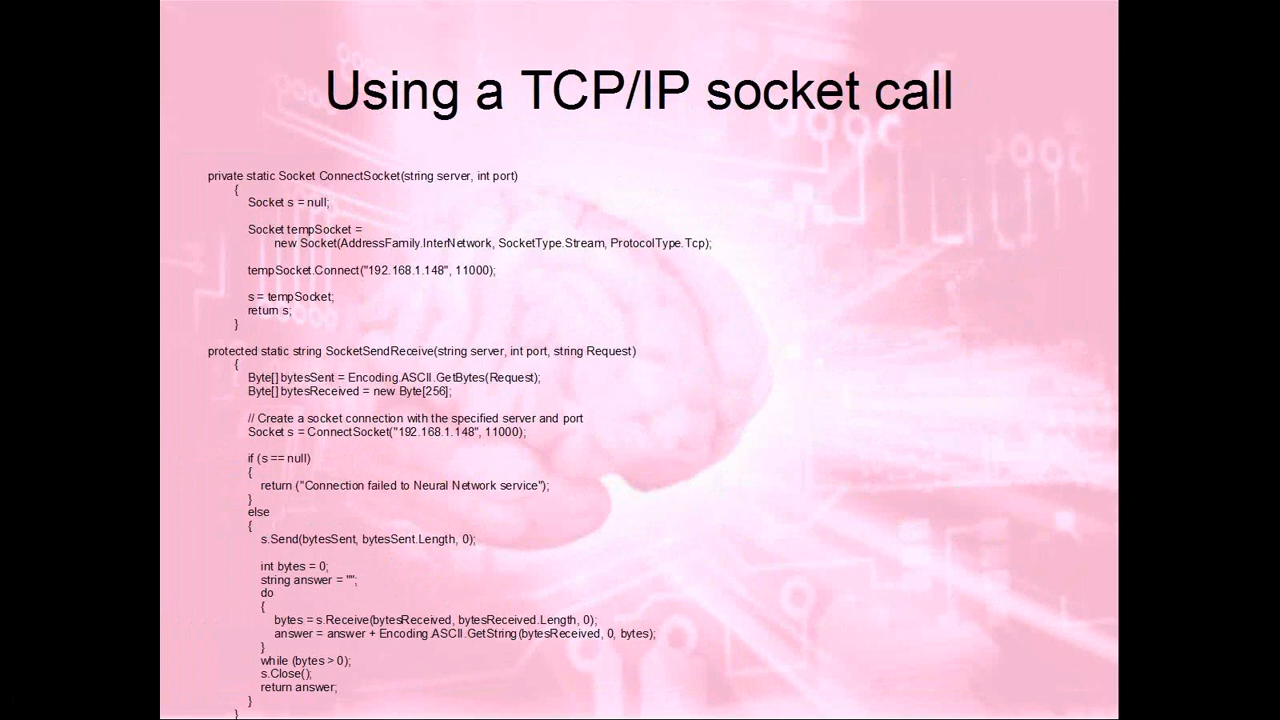 Using a TCP/IP socket call
private static Socket ConnectSocket(string server, int port)
{
Socket s = null;
Socket tempSocket =
new Socket(AddressFamily.InterNetwork, SocketType.Stream, ProtocolType.Tcp);
tempSocket.Connect("192.168.1.148", 11000);
s = tempSocket;
return s;
}
protected static string SocketSendReceive(string server, int port, string Request)
{
Byte[] bytesSent = Encoding.ASCII.GetBytes(Request);
Byte[] bytesReceived = new Byte[256];
// Create a socket connection with the specified server and port
Socket s = ConnectSocket("192.168.1.148", 11000);
if (s == null)
{
return ("Connection failed to Neural Network service");
}
else
{
s.Send(bytesSent, bytesSent.Length, 0);
int bytes = 0;
string answer = "";
do
{
bytes = s.Receive(bytesReceived, bytesReceived.Length, 0);
answer = answer + Encoding.ASCII.GetString(bytesReceived, 0, bytes);
}
while (bytes > 0);
s.Close();
return answer;
}
}